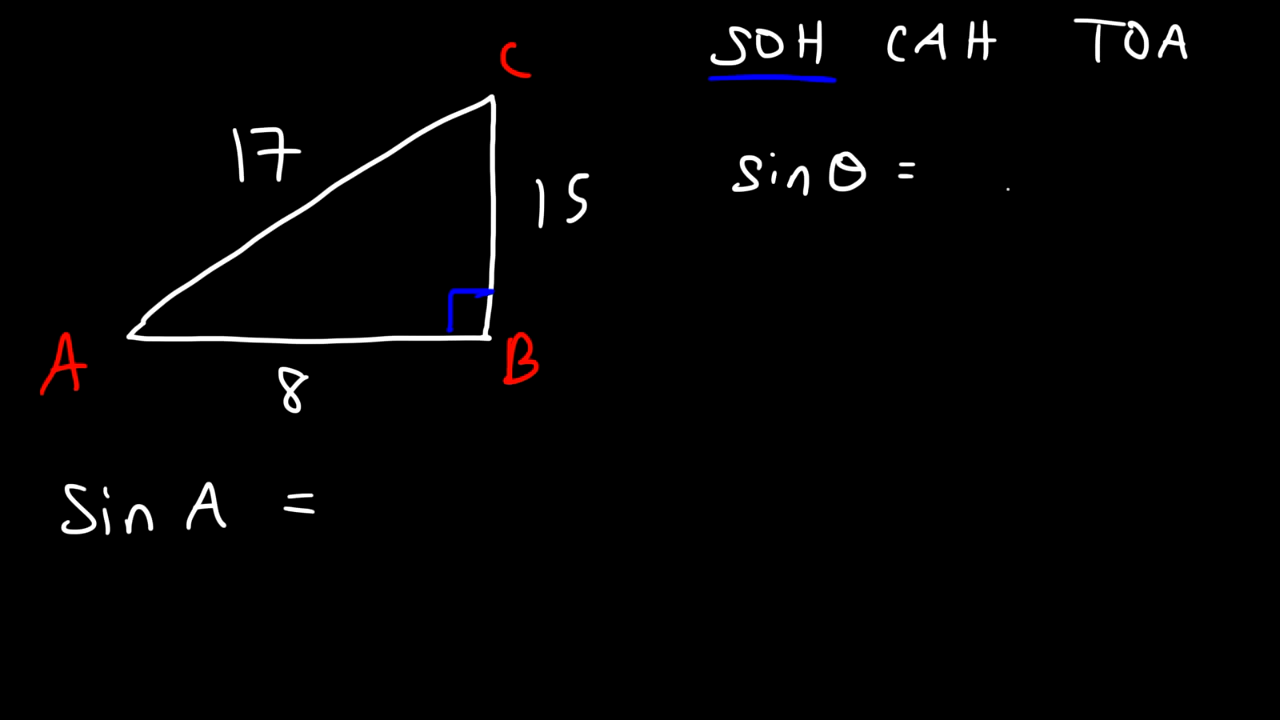 SOH CAH TOA
C
17
sin θ =
15
A
B
8
Sin A =